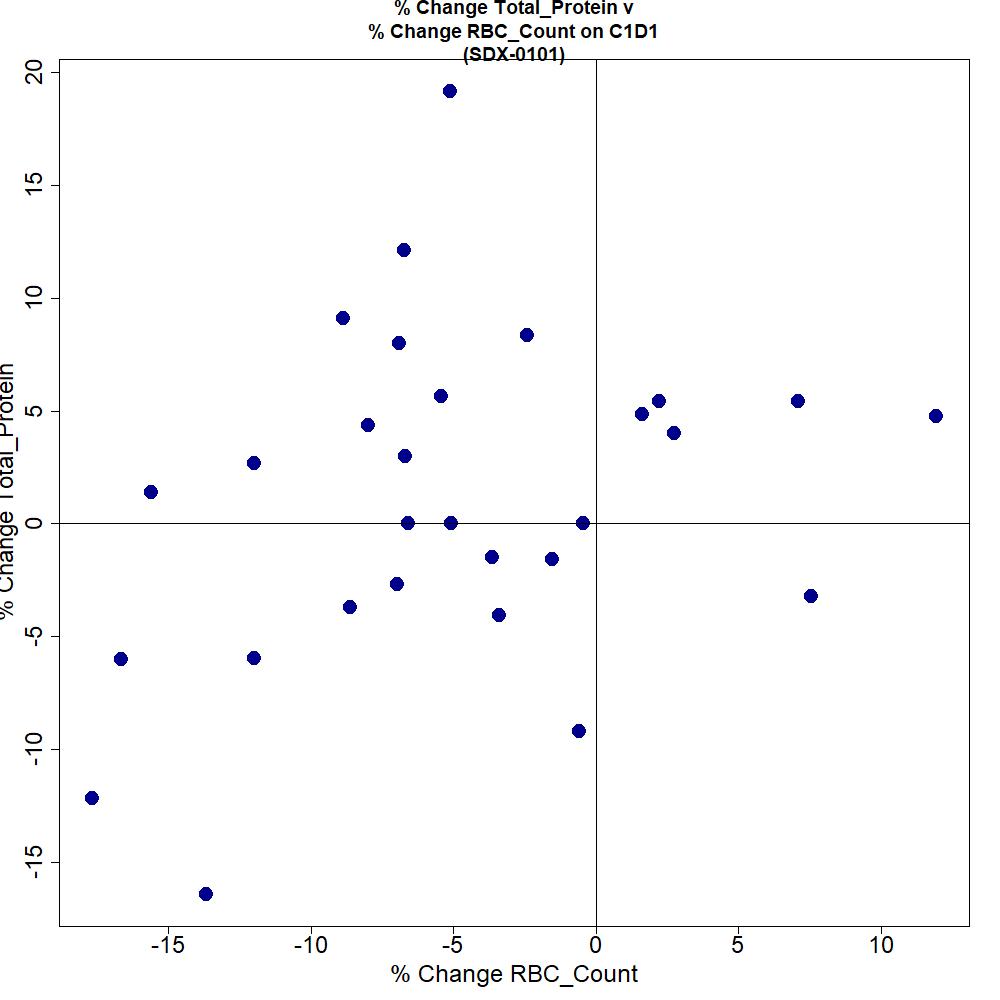 % Change Total_Protein v
% Change RBC_Count on C1D1
(SDX-0101)
% Change Total_Protein
20
15
10
5
0
-5
-10
-15
-15 -10 -5 0 5 10
% Change RBC_Count